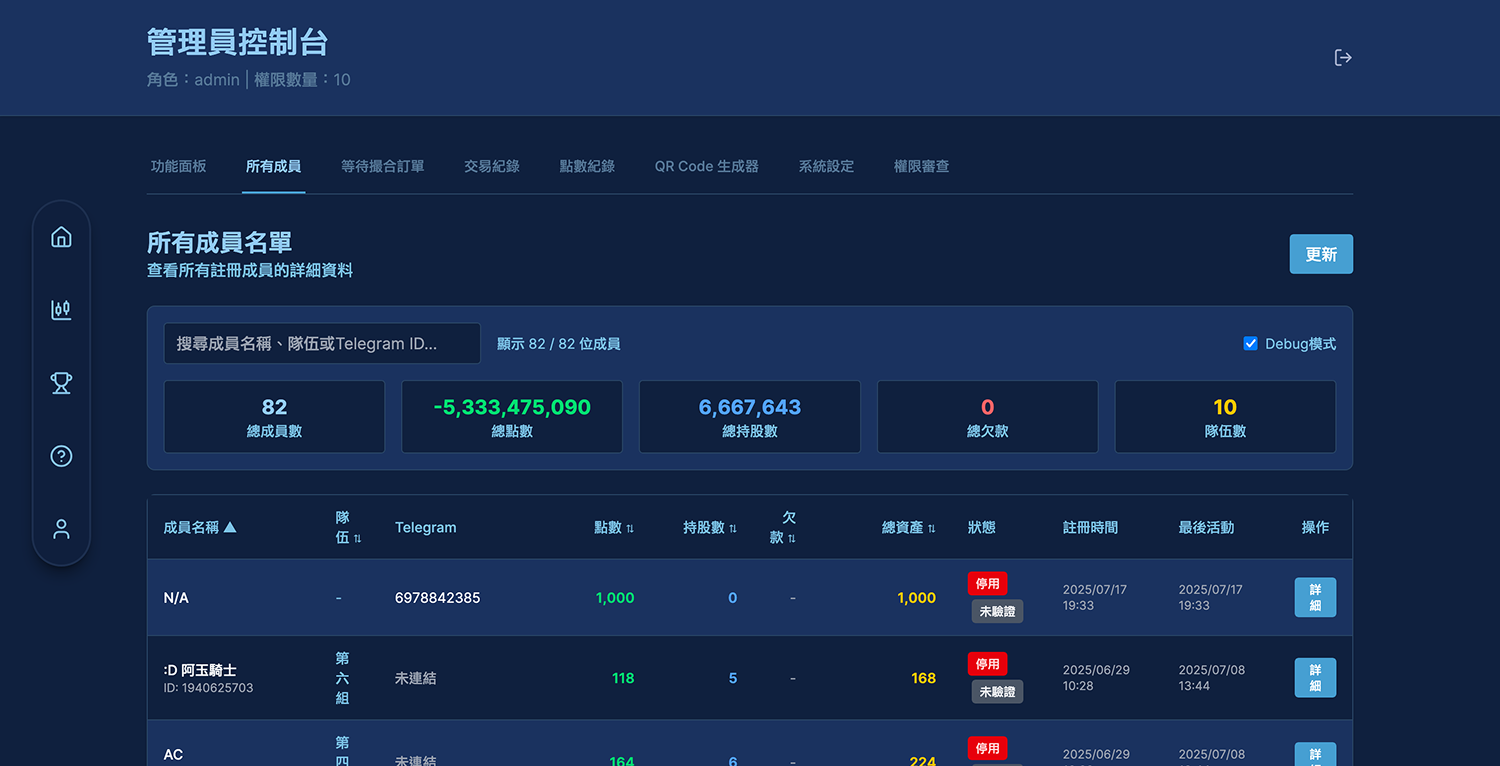 管理員控制台
角色：admin | 權限數量：10
功能面板 所有成員 等待撮合訂單 交易紀錄 點數紀錄 QR Code 生成器 系統設定 權限審查
所有成員名單
查看所有註冊成員的詳細資料
更新
搜尋成員名稱、隊伍或Telegram ID...
顯示 82 / 82 位成員
Debug模式
82
總成員數
-5,333,475,090
總點數
6,667,643
總持股數
0
總欠款
10
隊伍數
成員名稱 ▲ 隊伍 ⇅ Telegram 點數 ⇅ 持股數 ⇅ 欠款 ⇅ 總資產 ⇅ 狀態 註冊時間 最後活動 操作
N/A - 6978842385 1,000 0 - 1,000 停用 未驗證 2025/07/17 19:33 2025/07/17 19:33 詳細
:D 阿玉騎士 ID: 1940625703 第六組 未連結 118 5 - 168 停用 未驗證 2025/06/29 10:28 2025/07/08 13:44 詳細
AC 第四 未連結 164 6 - 224 停用 2025/06/29 2025/07/08 詳